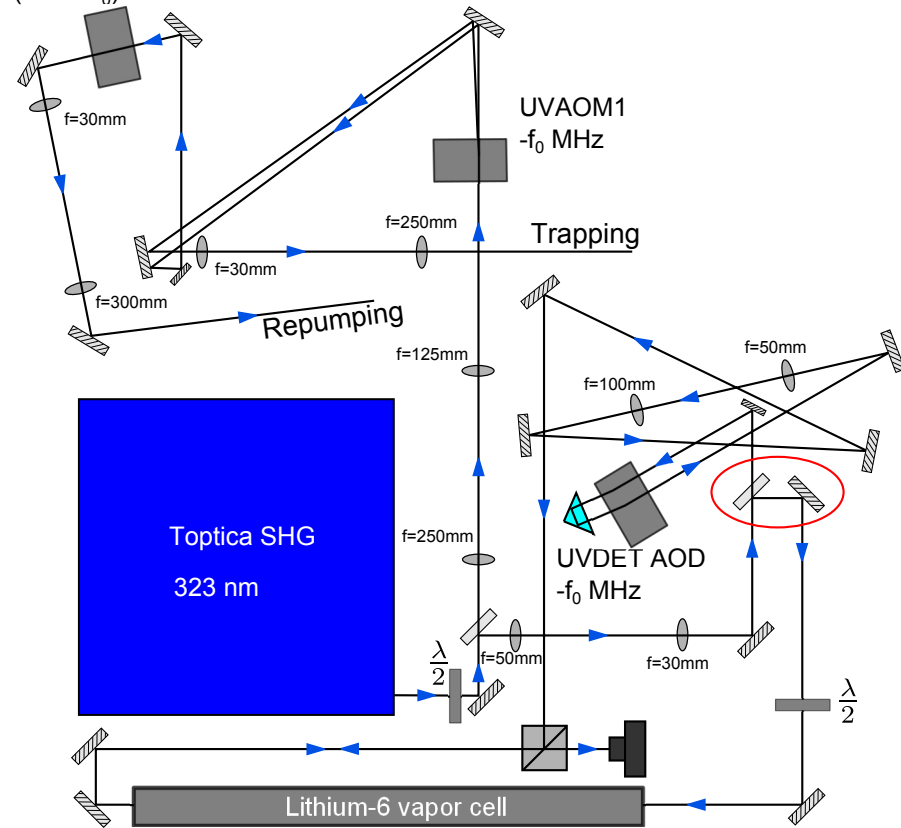 f=30mm
UVAOM1
-f₀ MHz
f=250mm
Trapping
f=30mm
f=300mm
Repumping
f=125mm
f=50mm
f=100mm
Toptica SHG
323 nm
f=250mm
UVDET AOD
-f₀ MHz
f=50mm
f=30mm
λ
2
λ
2
Lithium-6 vapor cell